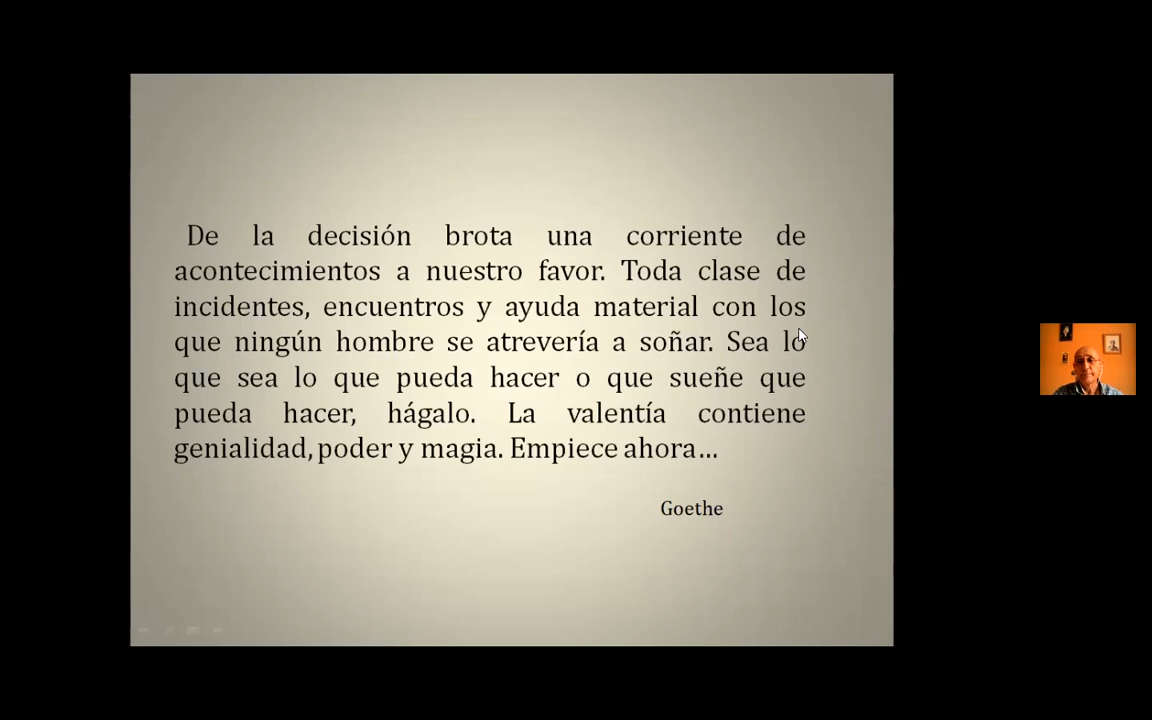 De la decisión brota una corriente de
acontecimientos a nuestro favor. Toda clase de
incidentes, encuentros y ayuda material con los
que ningún hombre se atrevería a soñar. Sea lo
que sea lo que pueda hacer o que sueñe que
pueda hacer, hágalo. La valentía contiene
genialidad, poder y magia. Empiece ahora...
Goethe